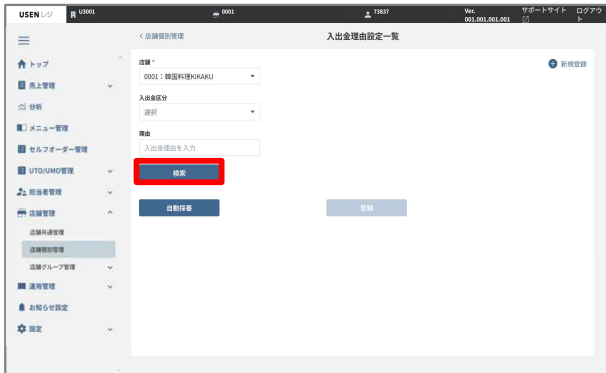 USEN レジ U3001 0001 73837 Ver. 001.001.001.001 サポートサイト ログアウト
< 店舗個別管理 入出金理由設定一覧
トップ
売上管理
分析
メニュー管理
セルフオーダー管理
UTO/UMO管理
担当者管理
店舗管理
店舗共通管理
店舗個別管理
店舗グループ管理
運用管理
お知らせ設定
設定
店舗 *
新規登録
0001：韓国料理KIKAKU
入出金区分
選択
理由
入出金理由を入力
検索
自動採番 登録